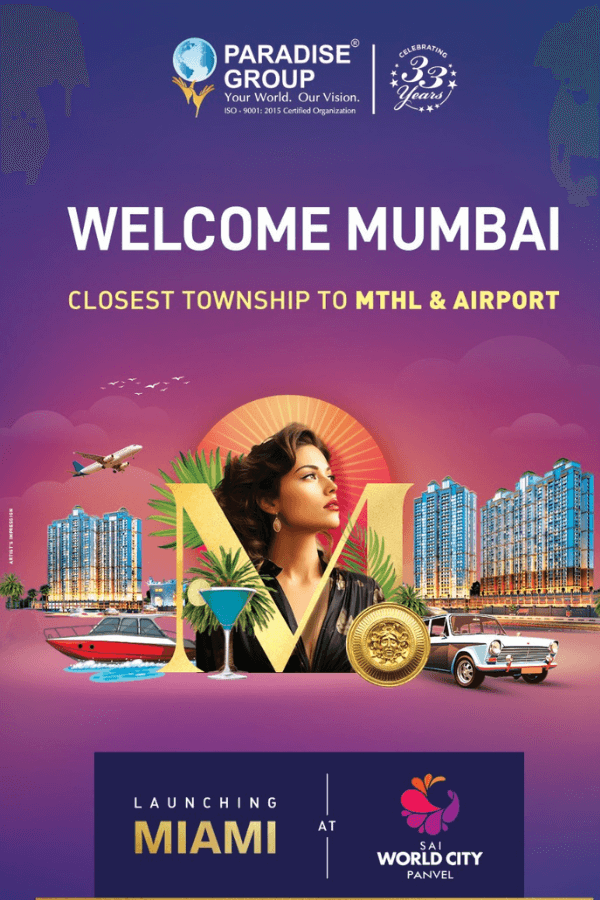 PARADISE®
GROUP
Your World. Our Vision.
ISO - 9001: 2015 Certified Organization
CELEBRATING
33
Years
WELCOME MUMBAI
CLOSEST TOWNSHIP TO MTHL & AIRPORT
ARTIST'S IMPRESSION
M
LAUNCHING
MIAMI
AT
SAI
WORLD CITY
PANVEL